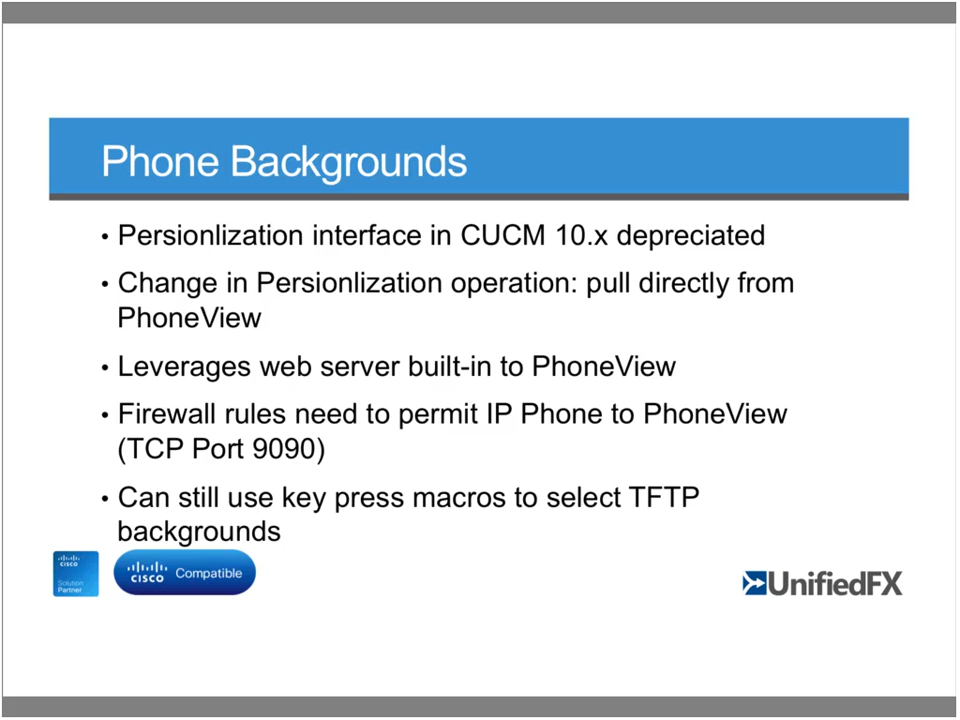 Phone Backgrounds
• Persionlization interface in CUCM 10.x depreciated
• Change in Persionlization operation: pull directly from
PhoneView
• Leverages web server built-in to PhoneView
• Firewall rules need to permit IP Phone to PhoneView
(TCP Port 9090)
• Can still use key press macros to select TFTP
backgrounds
cisco
Solution
Partner
cisco Compatible
UnifiedFX